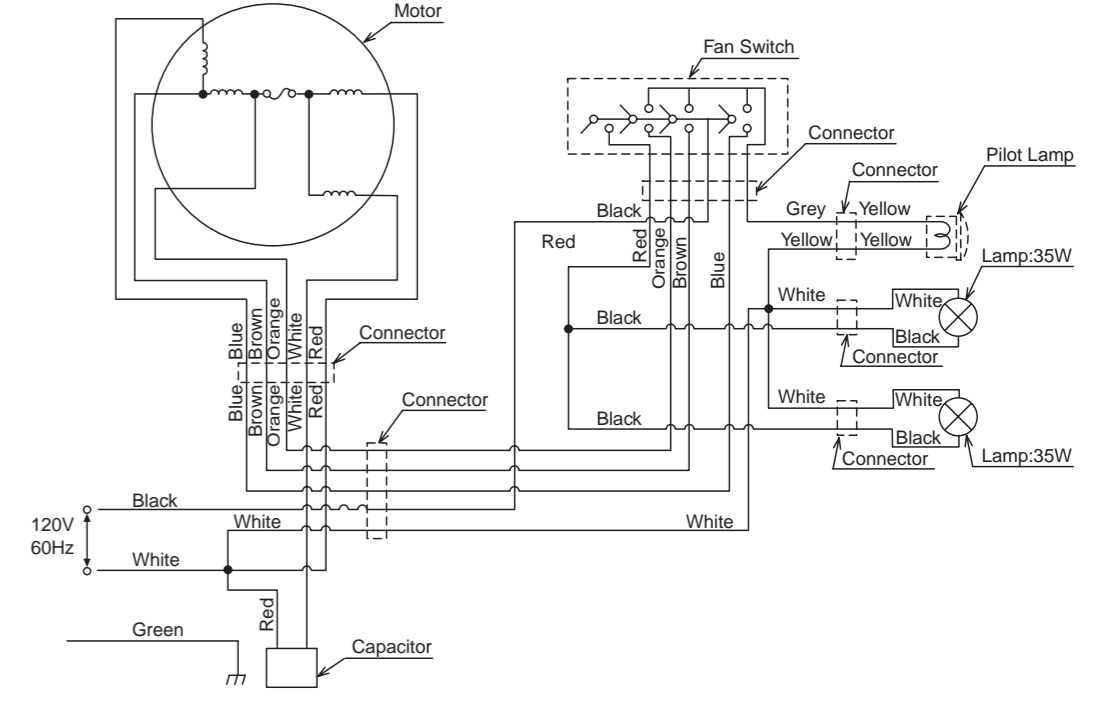 Motor
Fan Switch
Connector
Pilot Lamp
Connector
Black
Grey
Yellow
Red
Red
Orange
Brown
Blue
Yellow
Yellow
Lamp:35W
White
White
Black
Black
Connector
Blue
Brown
Orange
White
Red
Connector
Blue
Brown
Orange
White
Red
Connector
White
White
Black
Black
Connector
Lamp:35W
Black
120V
60Hz
White
White
White
Green
Red
Capacitor